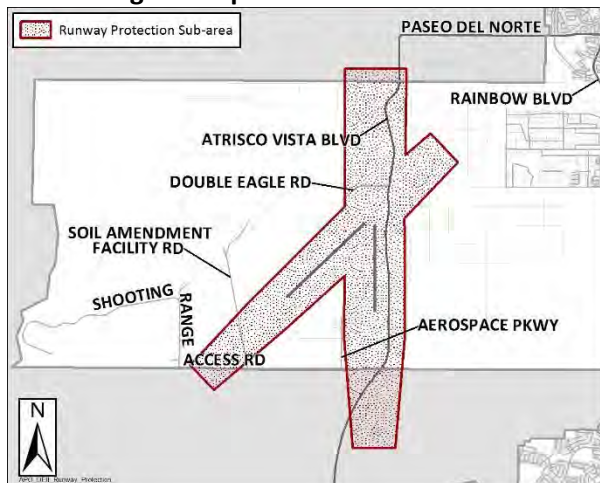 Runway Protection Sub-area
PASEO DEL NORTE
RAINBOW BLVD
ATRISCO VISTA BLVD
DOUBLE EAGLE RD
SOIL AMENDMENT
FACILITY RD
SHOOTING
RANGE
ACCESS RD
AEROSPACE PKWY
N